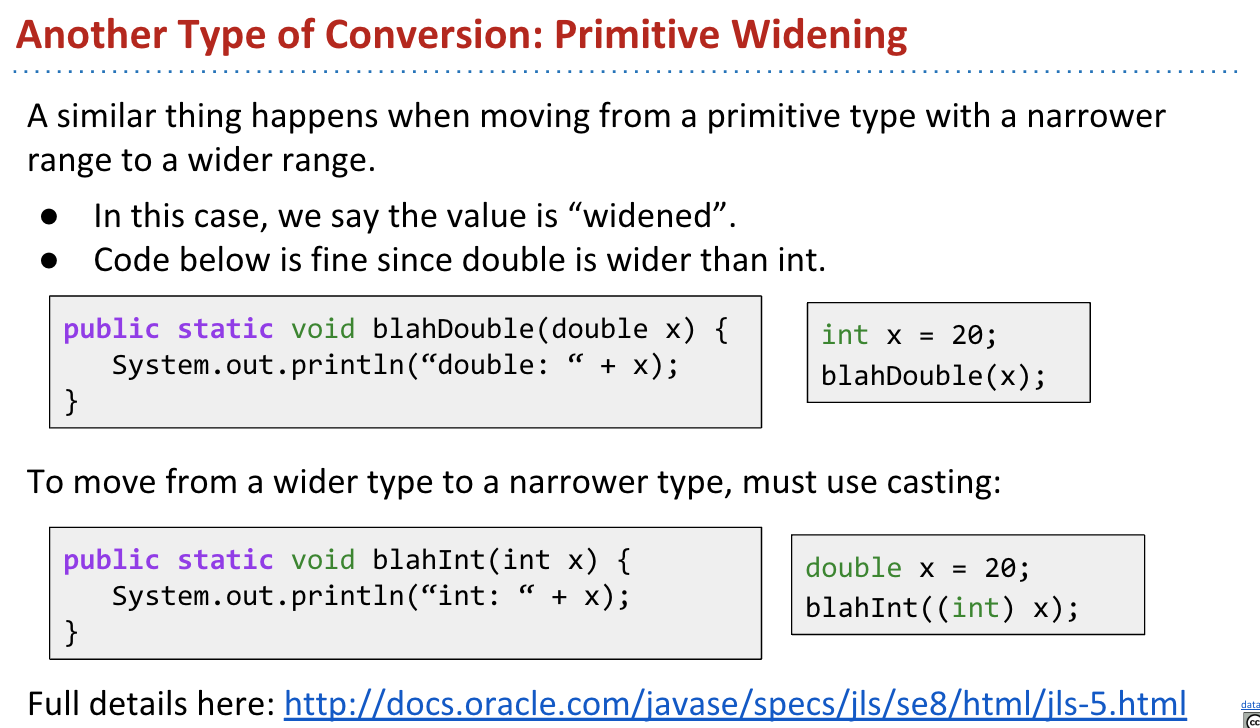 Another Type of Conversion: Primitive Widening
A similar thing happens when moving from a primitive type with a narrower
range to a wider range.
● In this case, we say the value is “widened”.
● Code below is fine since double is wider than int.
public static void blahDouble(double x) {
   System.out.println(“double: “ + x);
}
int x = 20;
blahDouble(x);
To move from a wider type to a narrower type, must use casting:
public static void blahInt(int x) {
   System.out.println(“int: “ + x);
}
double x = 20;
blahInt((int) x);
Full details here: http://docs.oracle.com/javase/specs/jls/se8/html/jls-5.html